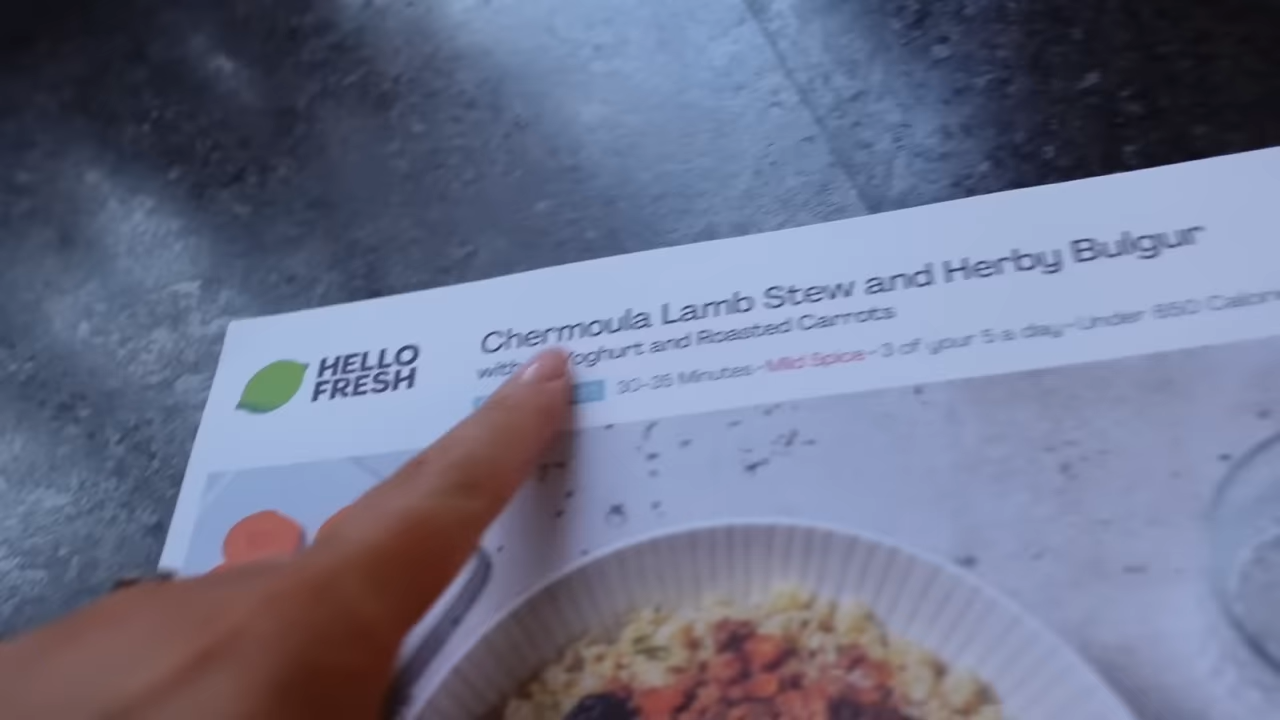 HELLO
FRESH
Chermoula Lamb Stew and Herby Bulgur
with Yoghurt and Roasted Carrots
30-35 Minutes • Mild Spice • 3 of your 5 a day • Under 650